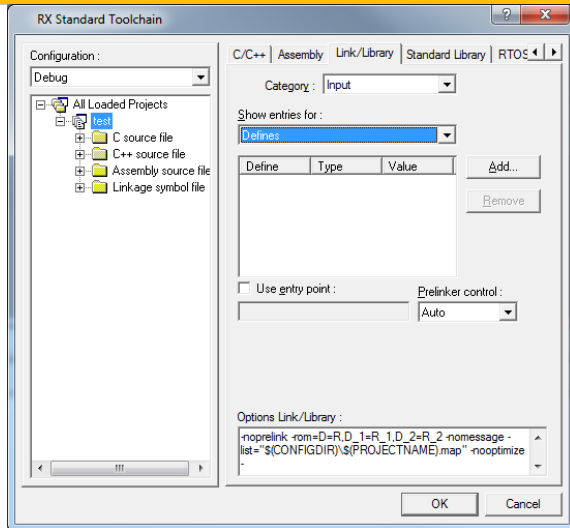 RX Standard Toolchain
Configuration :
Debug
All Loaded Projects
test
C source file
C++ source file
Assembly source file
Linkage symbol file
C/C++ Assembly Link/Library Standard Library RTOS
Category : Input
Show entries for :
Defines
Define Type Value
Add...
Remove
Use entry point :
Prelinker control :
Auto
Options Link/Library :
-noprelink -rom=D=R,D_1=R_1,D_2=R_2 -nomessage -
list="$(CONFIGDIR)\$(PROJECTNAME).map" -nooptimize
-
OK Cancel